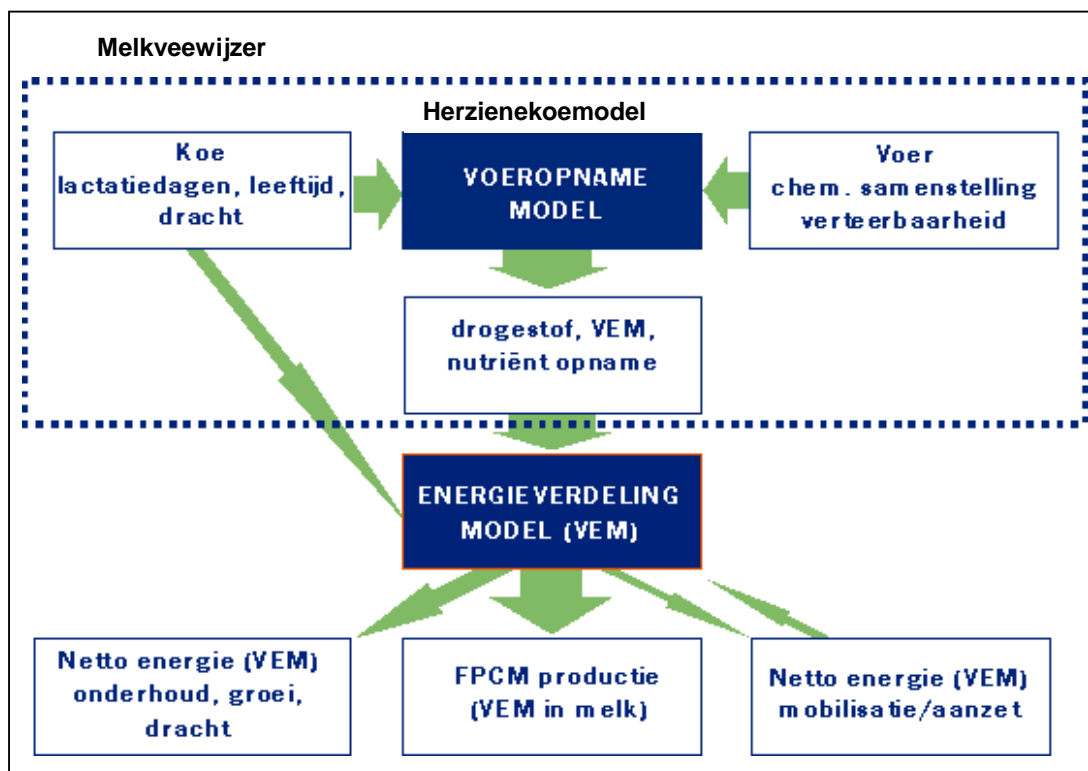 Melkveewijzer
Herzienekoemodel
Koe
lactatiedagen, leeftijd,
dracht
VOEROPNAME
MODEL
Voer
chem. samenstelling
verteerbaarheid
drogestof, VEM,
nutriënt opname
ENERGIEVERDELING
MODEL (VEM)
Netto energie (VEM)
onderhoud, groei,
dracht
FPCM productie
(VEM in melk)
Netto energie (VEM)
mobilisatie/aanzet